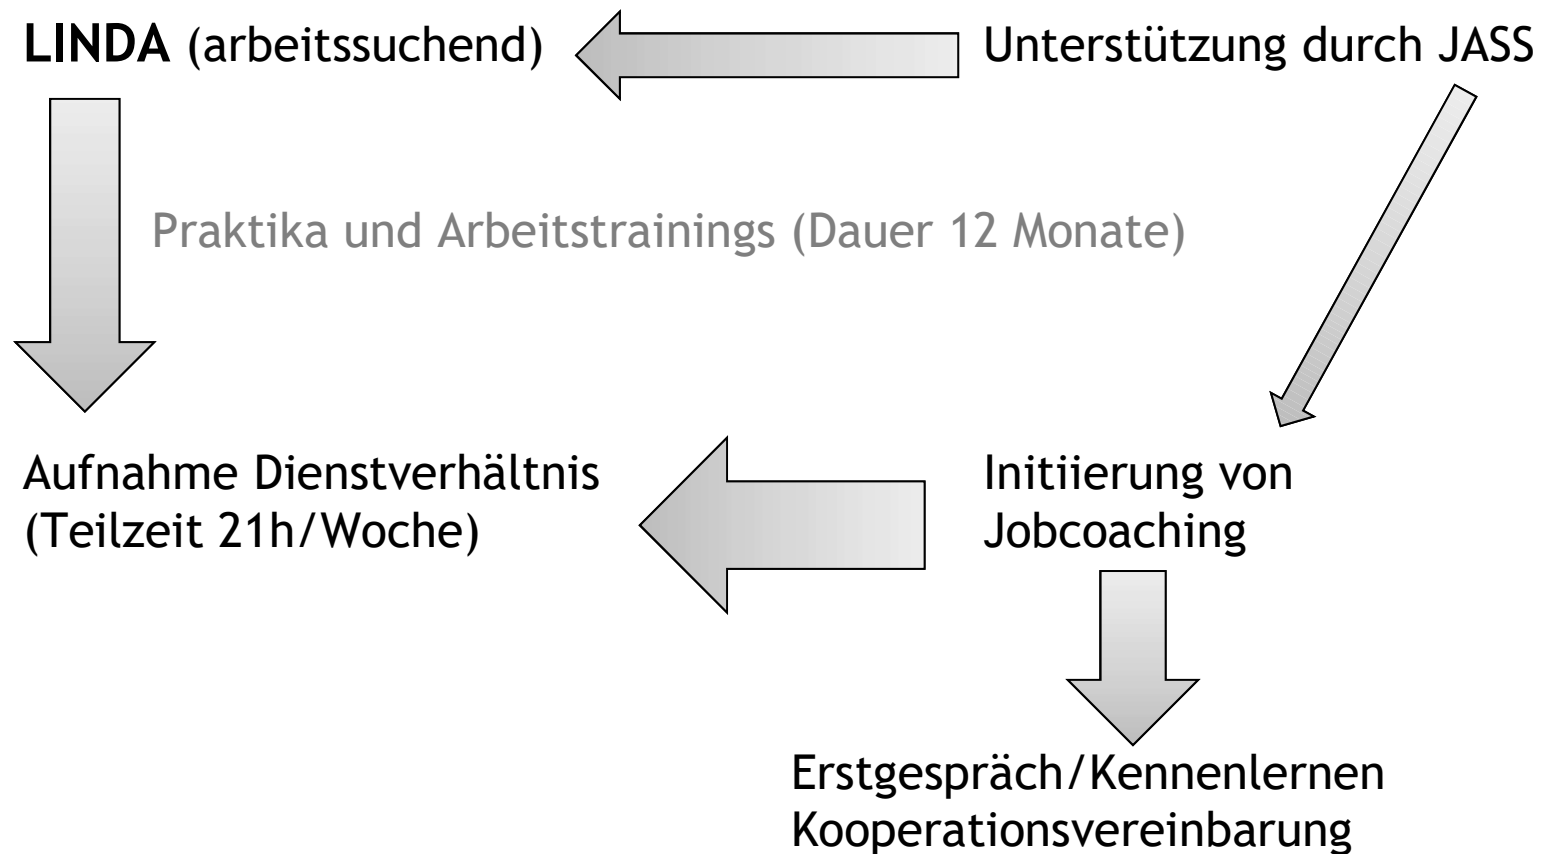 LINDA (arbeitssuchend)
Unterstützung durch JASS
Praktika und Arbeitstrainings (Dauer 12 Monate)
Aufnahme Dienstverhältnis
(Teilzeit 21h/Woche)
Initiierung von
Jobcoaching
Erstgespräch/Kennenlernen
Kooperationsvereinbarung